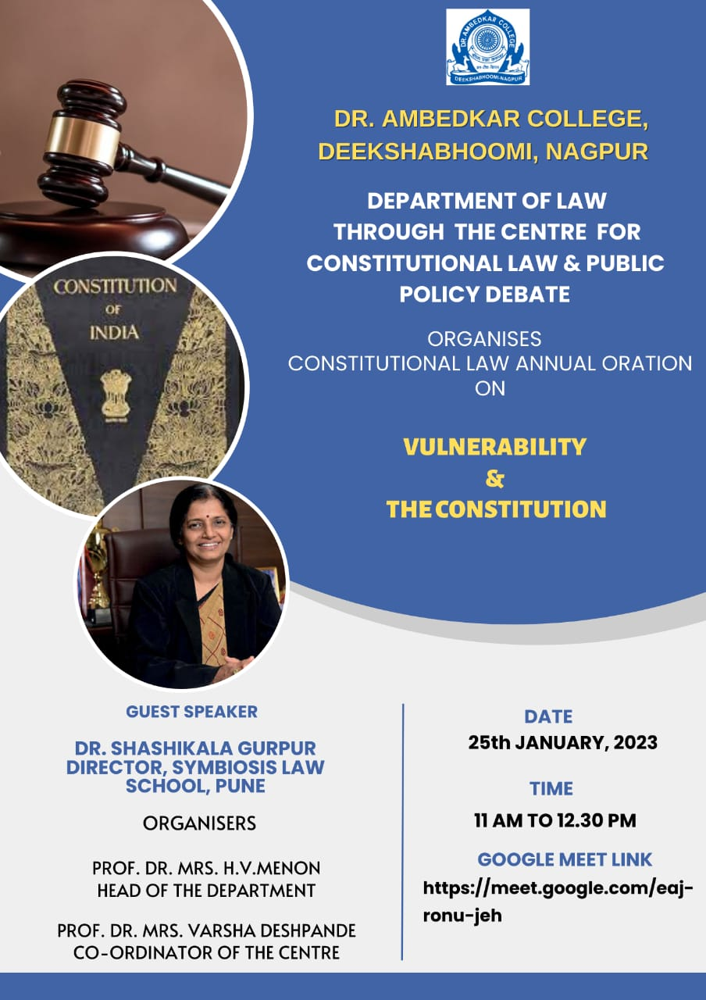 DR. AMBEDKAR COLLEGE
DEEKSHABHOOMI-NAGPUR
DR. AMBEDKAR COLLEGE,
DEEKSHABHOOMI, NAGPUR
DEPARTMENT OF LAW
THROUGH THE CENTRE FOR
CONSTITUTIONAL LAW & PUBLIC
POLICY DEBATE
ORGANISES
CONSTITUTIONAL LAW ANNUAL ORATION
ON
VULNERABILITY
&
THE CONSTITUTION
CONSTITUTION
OF
INDIA
GUEST SPEAKER
DR. SHASHIKALA GURPUR
DIRECTOR, SYMBIOSIS LAW
SCHOOL, PUNE
ORGANISERS
PROF. DR. MRS. H.V.MENON
HEAD OF THE DEPARTMENT
PROF. DR. MRS. VARSHA DESHPANDE
CO-ORDINATOR OF THE CENTRE
DATE
25th JANUARY, 2023
TIME
11 AM TO 12.30 PM
GOOGLE MEET LINK
https://meet.google.com/eaj-
ronu-jeh